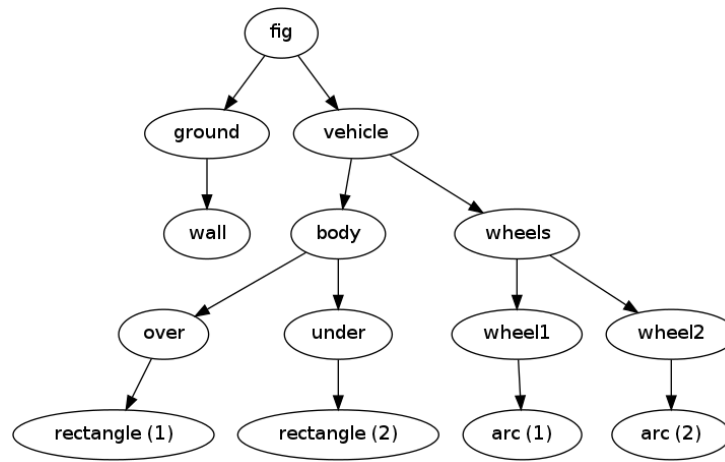 fig
ground
vehicle
wall
body
wheels
over
under
wheel1
wheel2
rectangle (1)
rectangle (2)
arc (1)
arc (2)